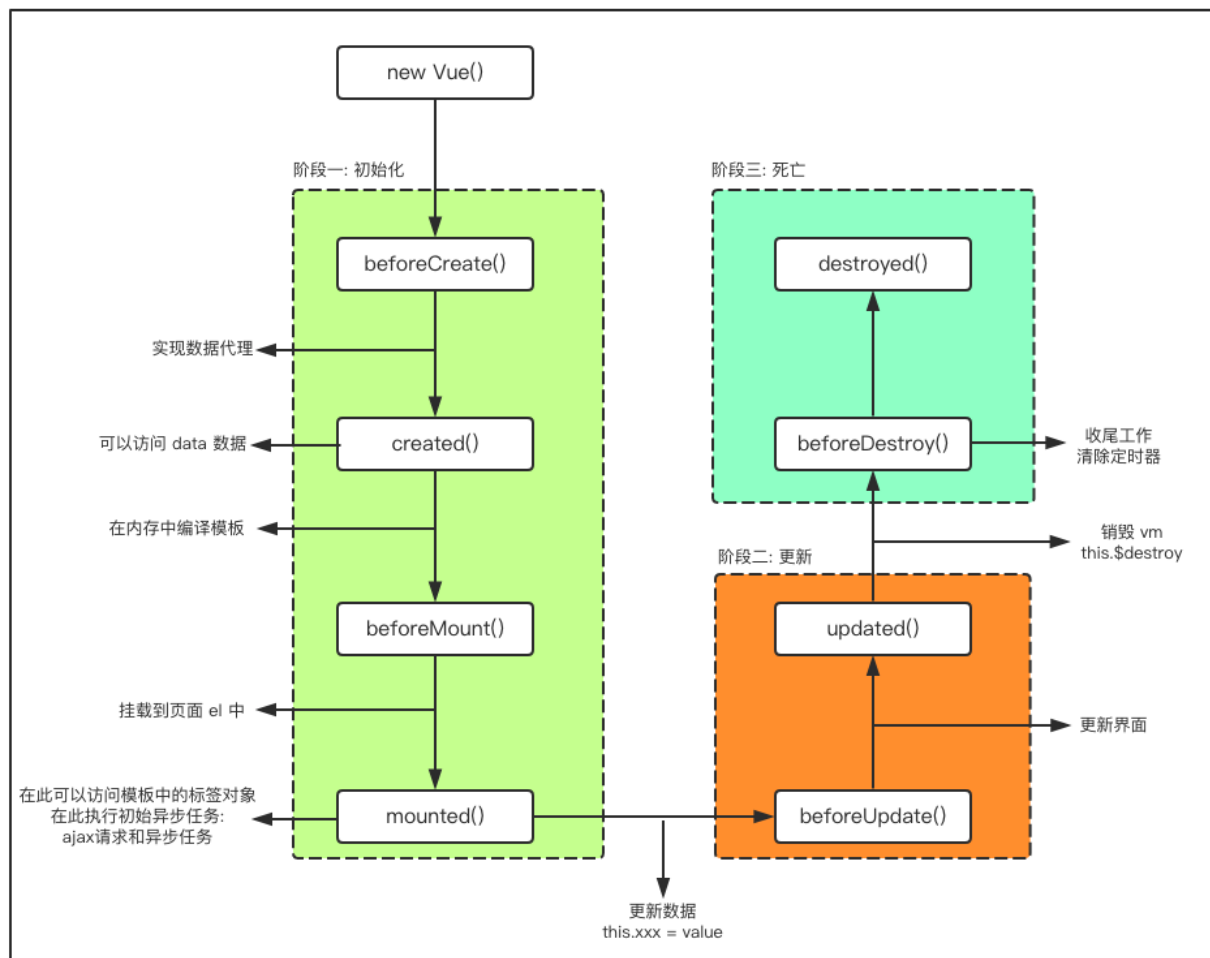 new Vue()
阶段一: 初始化
beforeCreate()
实现数据代理
created()
可以访问 data 数据
在内存中编译模板
beforeMount()
挂载到页面 el 中
mounted()
在此可以访问模板中的标签对象
在此执行初始异步任务:
ajax请求和异步任务
更新数据
this.xxx = value
阶段二: 更新
beforeUpdate()
更新界面
updated()
销毁 vm
this.$destroy
阶段三: 死亡
beforeDestroy()
收尾工作
清除定时器
destroyed()